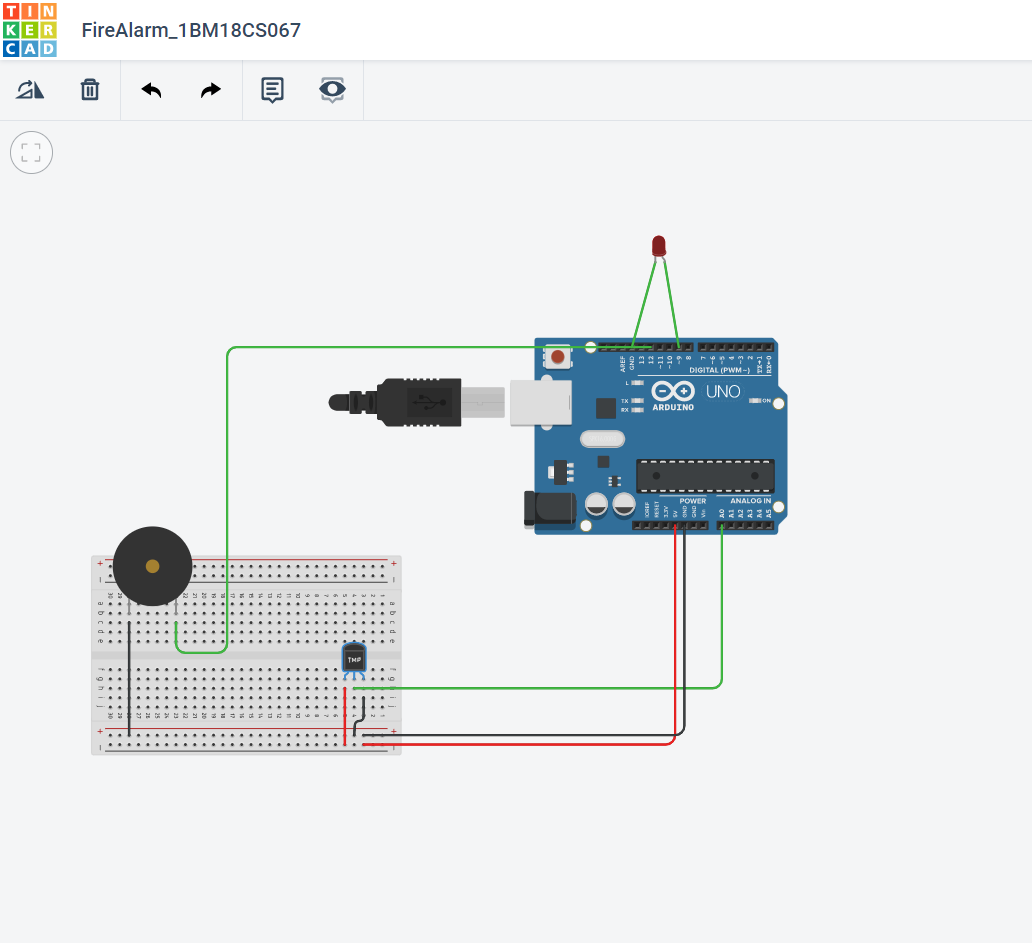 TIN
KER
CAD
FireAlarm_1BM18CS067
AREF
GND
13
12
~11
~10
~9
8
7
~6
~5
4
~3
2
TX→1
RX←0
DIGITAL (PWM~)
L
TX
RX
UNO
ARDUINO
ON
POWER
ANALOG IN
IOREF
RESET
3.3V
5V
GND
GND
Vin
A0
A1
A2
A3
A4
A5
TMP